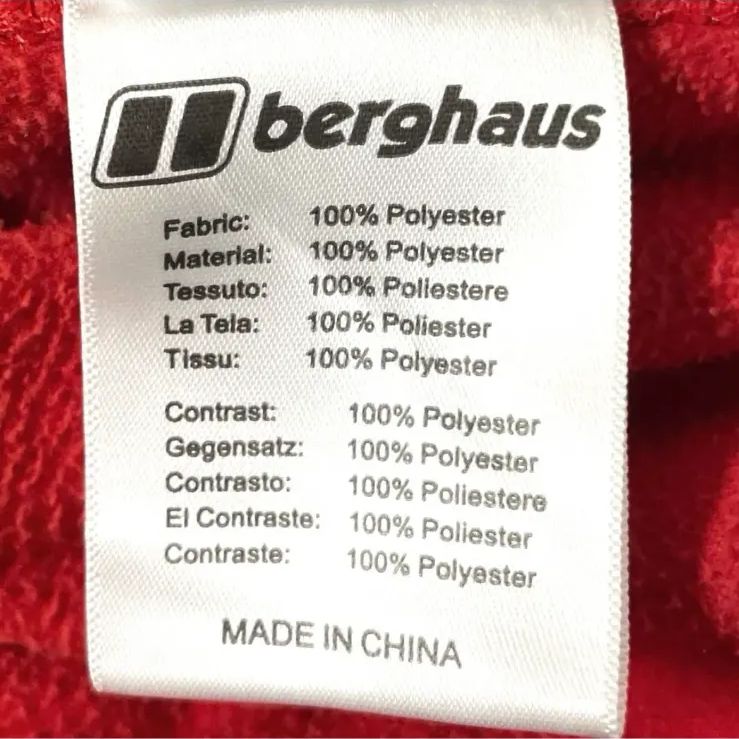 berghaus
Fabric: 100% Polyester
Material: 100% Polyester
Tessuto: 100% Poliestere
La Tela: 100% Poliester
Tissu: 100% Polyester
Contrast: 100% Polyester
Gegensatz: 100% Polyester
Contrasto: 100% Poliestere
El Contraste: 100% Poliester
Contraste: 100% Polyester
MADE IN CHINA